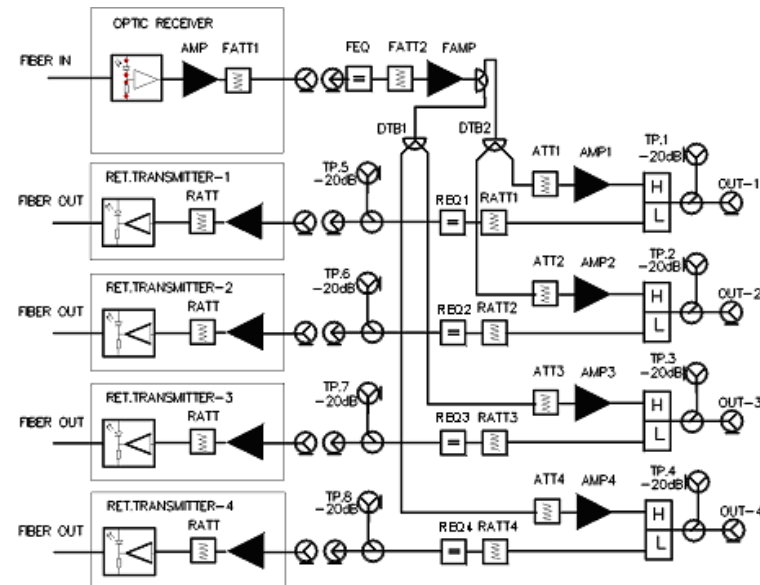 OPTIC RECEIVER
AMP FATT1
FIBER IN
FEQ FATT2 FAMP
DTB1 DTB2
ATT1 AMP1
TP.1
-20dB
H
L
OUT-1
RET.TRANSMITTER-1
FIBER OUT
RATT
TP.5
-20dB
REQ1 RATT1
ATT2 AMP2
TP.2
-20dB
H
L
OUT-2
RET.TRANSMITTER-2
FIBER OUT
RATT
TP.6
-20dB
REQ2 RATT2
ATT3 AMP3
TP.3
-20dB
H
L
OUT-3
RET.TRANSMITTER-3
FIBER OUT
RATT
TP.7
-20dB
REQ3 RATT3
ATT4 AMP4
TP.4
-20dB
H
L
OUT-4
RET.TRANSMITTER-4
FIBER OUT
RATT
TP.8
-20dB
REQ4 RATT4